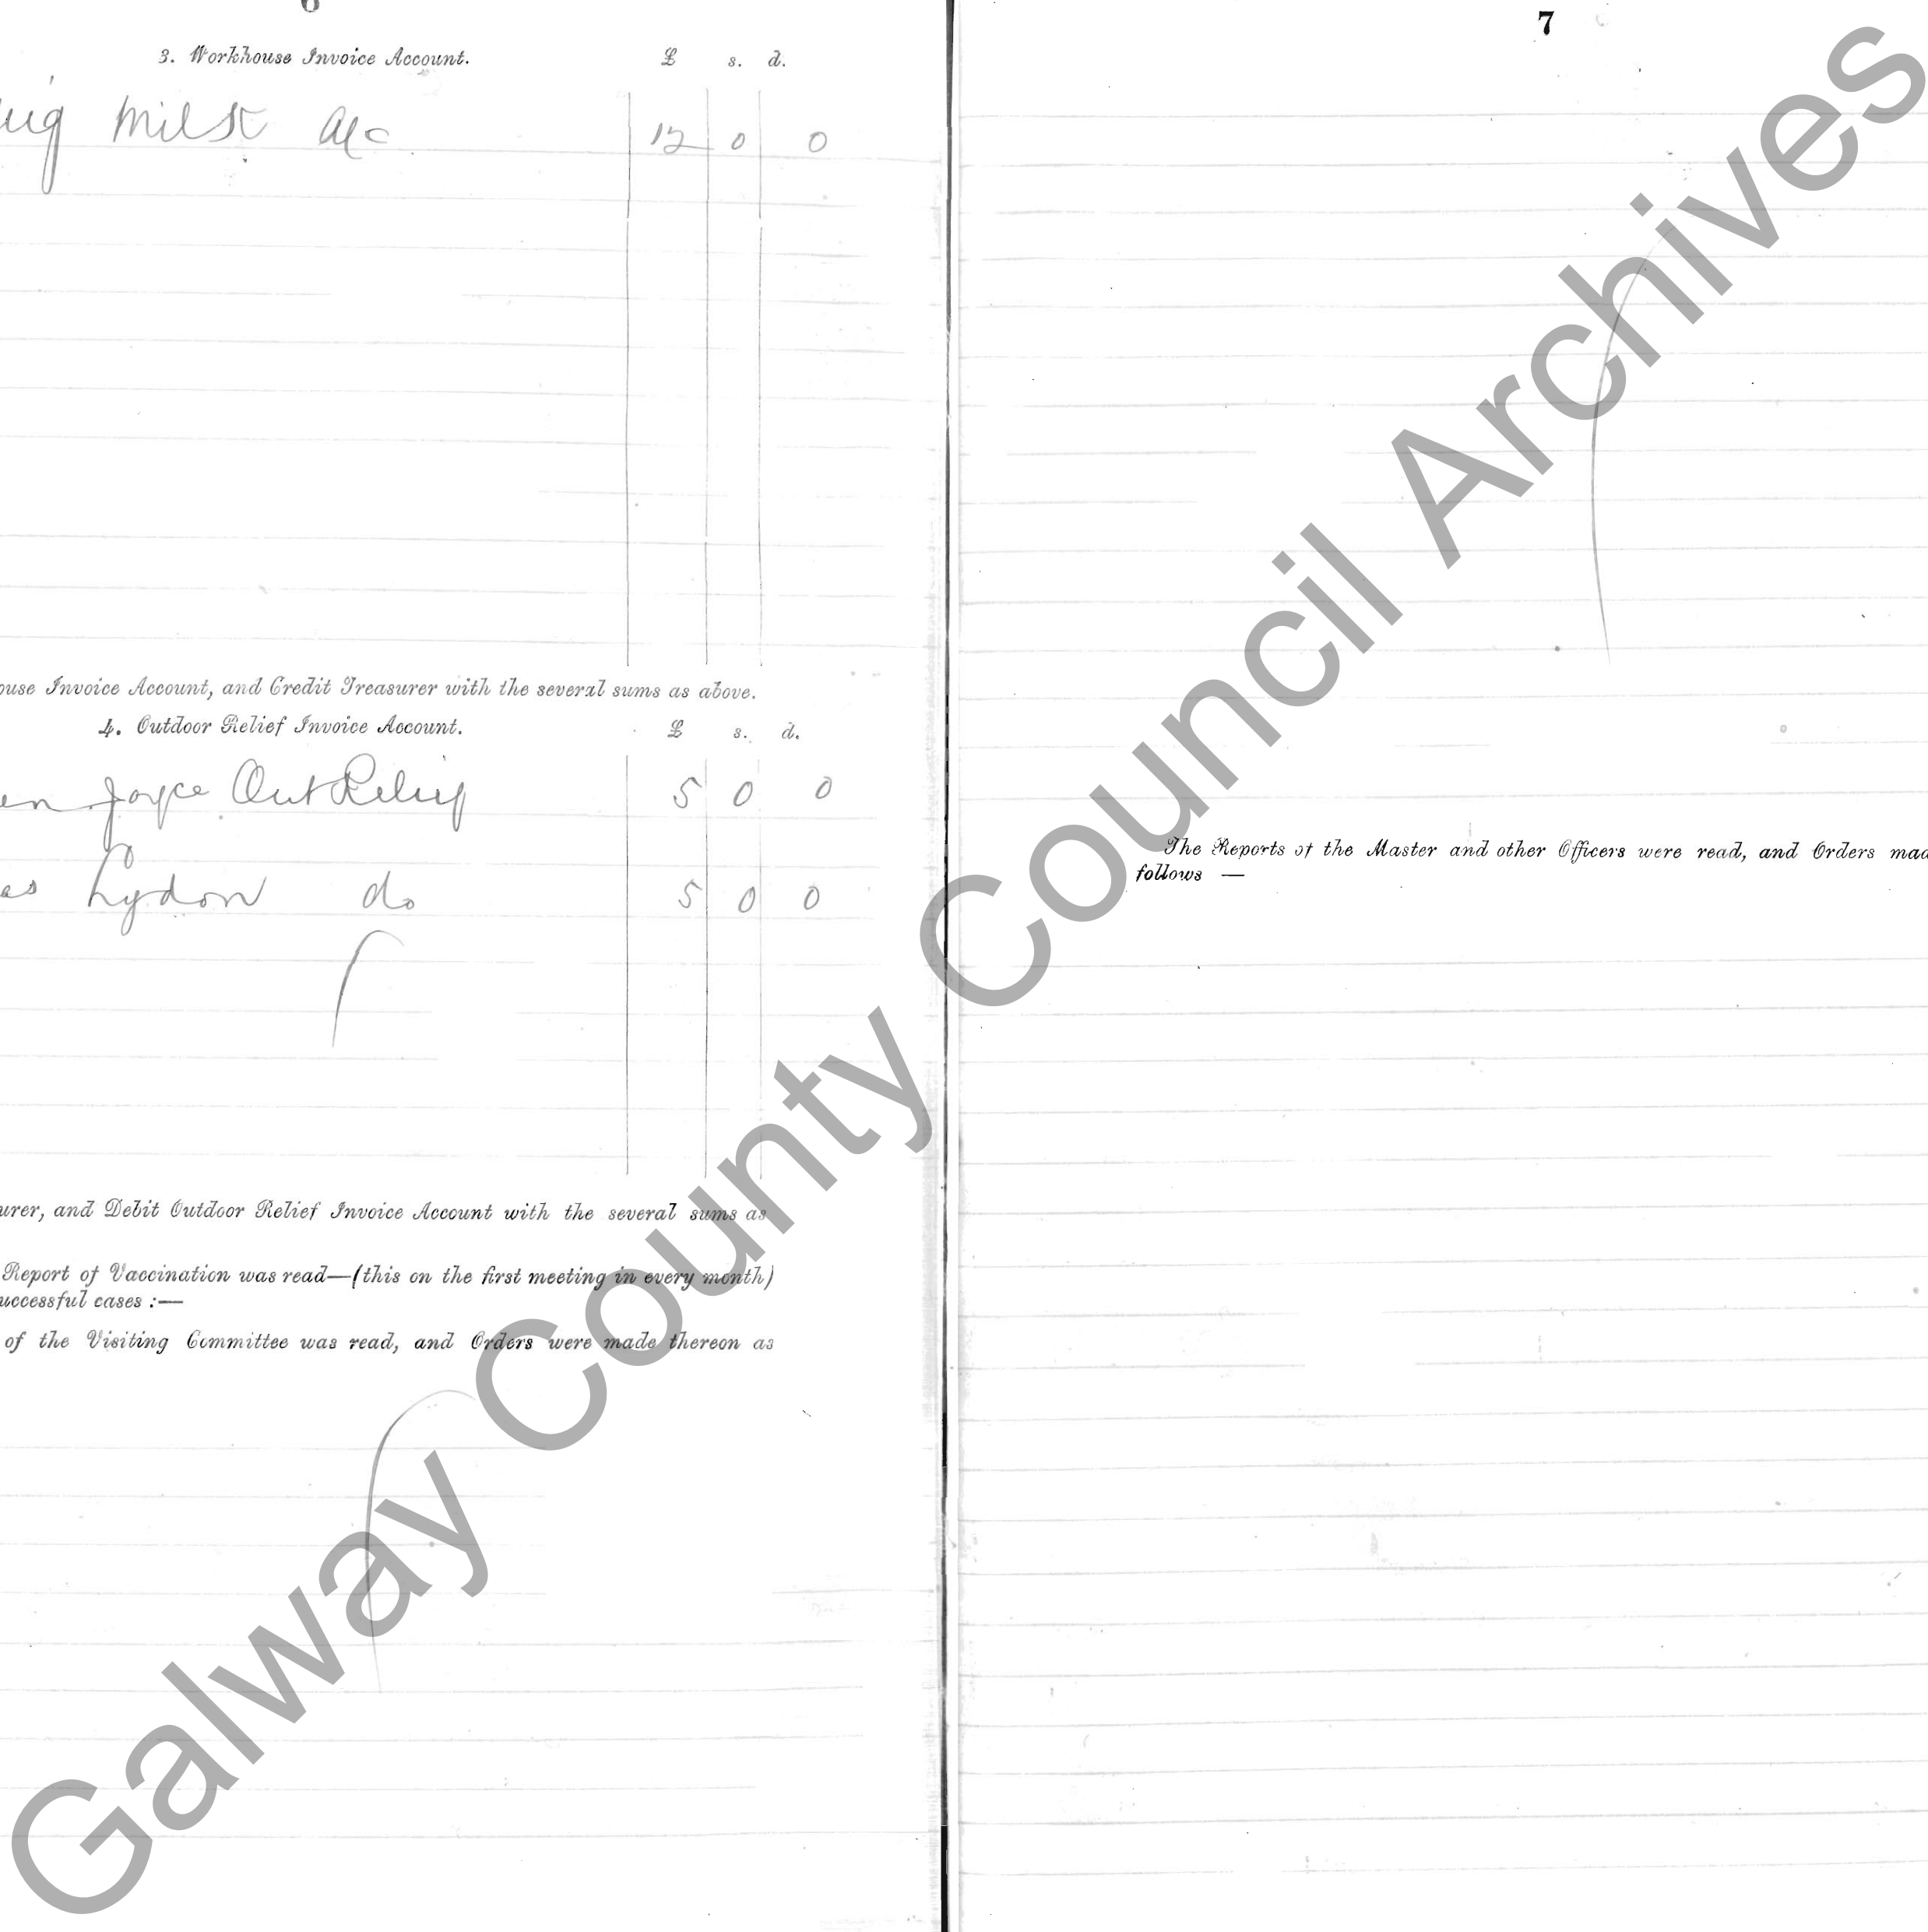 6
3. Workhouse Invoice Account. £ s. d.
Milk a/c 12 0 0
ouse Invoice Account, and Credit Treasurer with the several sums as above.
4. Outdoor Relief Invoice Account. £ s. d.
en Joyce Out Relief 5 0 0
es Lydon do 5 0 0
urer, and Debit Outdoor Relief Invoice Account with the several sums as
Report of Vaccination was read—(this on the first meeting in every month)
uccessful cases :—
of the Visiting Committee was read, and Orders were made thereon as
7
The Reports of the Master and other Officers were read, and Orders mad
follows —
Galway County Council Archives